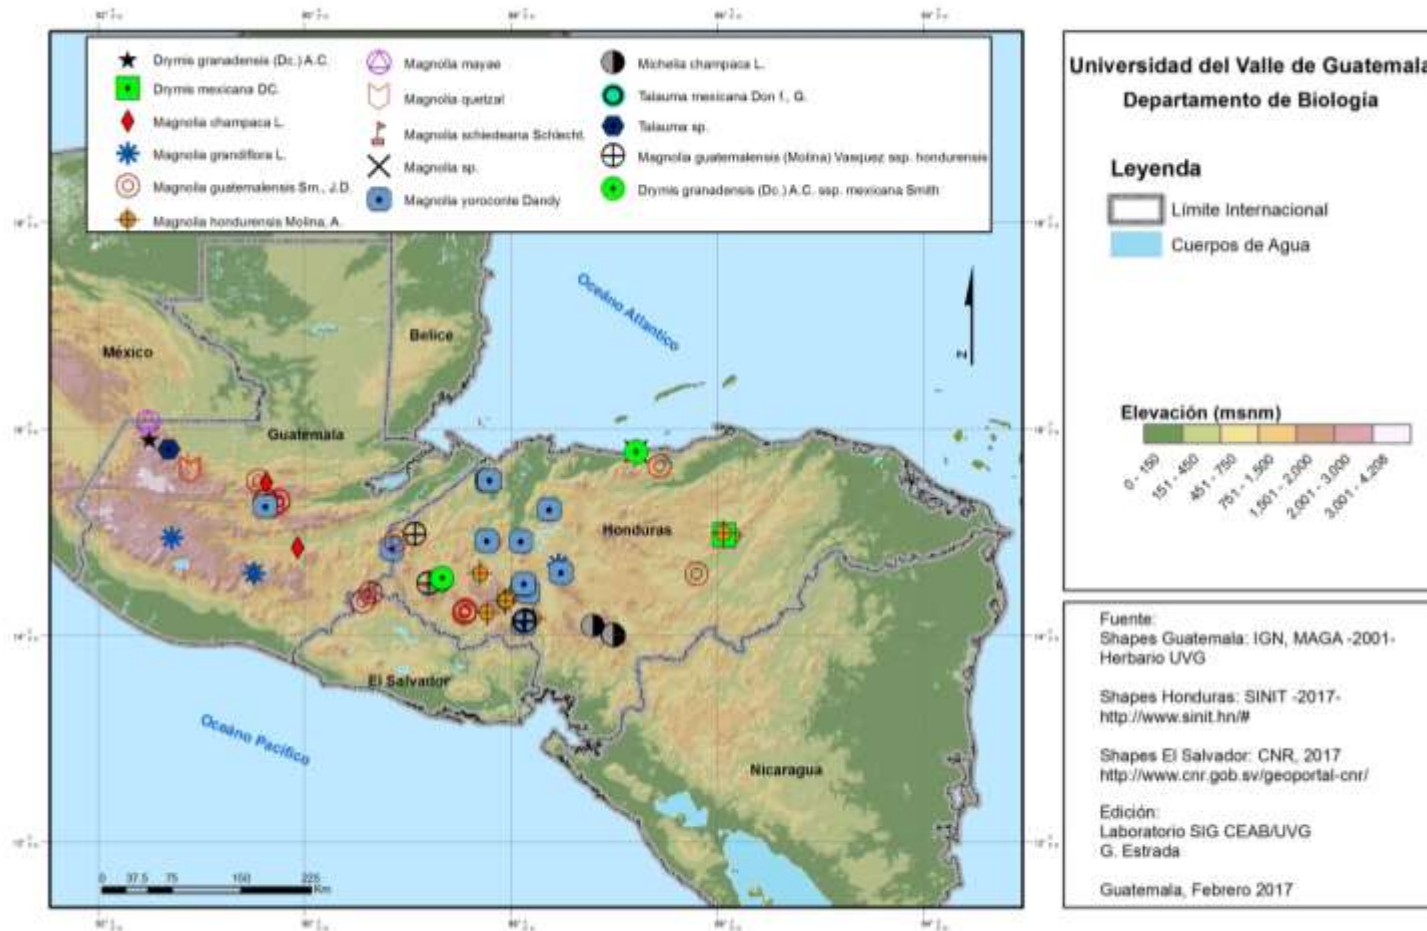 Drymis granadensis (Dc.) A.C.
Drymis mexicana DC.
Magnolia champaca L.
Magnolia grandiflora L.
Magnolia guatemalensis Sm., J.D.
Magnolia hondurensis Molina, A.
Magnolia mayae
Magnolia quetzal
Magnolia schiedeana Schlecht.
Magnolia sp.
Magnolia yoroconte Dandy
Michelia champaca L.
Talauma mexicana Don f., G.
Talauma sp.
Magnolia guatemalensis (Molina) Vasquez ssp. hondurensis
Drymis granadensis (Dc.) A.C. ssp. mexicana Smith
Océano Atlantico
Belice
México
Guatemala
Honduras
El Salvador
Océano Pacífico
Nicaragua
N
0 37.5 75 150 225
Km
Universidad del Valle de Guatemala
Departamento de Biología
Leyenda
Límite Internacional
Cuerpos de Agua
Elevación (msnm)
0 - 150
151 - 450
451 - 750
751 - 1,500
1,501 - 2,000
2,001 - 3,000
3,001 - 4,208
Fuente:
Shapes Guatemala: IGN, MAGA -2001-
Herbario UVG
Shapes Honduras: SINIT -2017-
http://www.sinit.hn/#
Shapes El Salvador: CNR, 2017
http://www.cnr.gob.sv/geoportal-cnr/
Edición:
Laboratorio SIG CEAB/UVG
G. Estrada
Guatemala, Febrero 2017